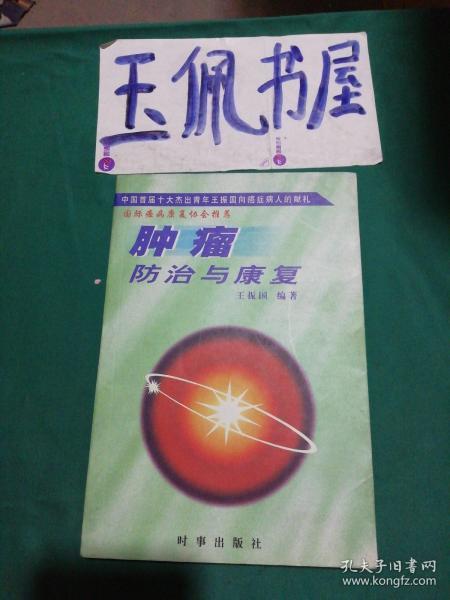 玉佩书屋
中国首届十大杰出青年王振国向癌症病人的献礼
国际癌病康复协会推荐
肿瘤
防治与康复
王振国 编著
时事出版社
孔夫子旧书网
www.kongfz.com